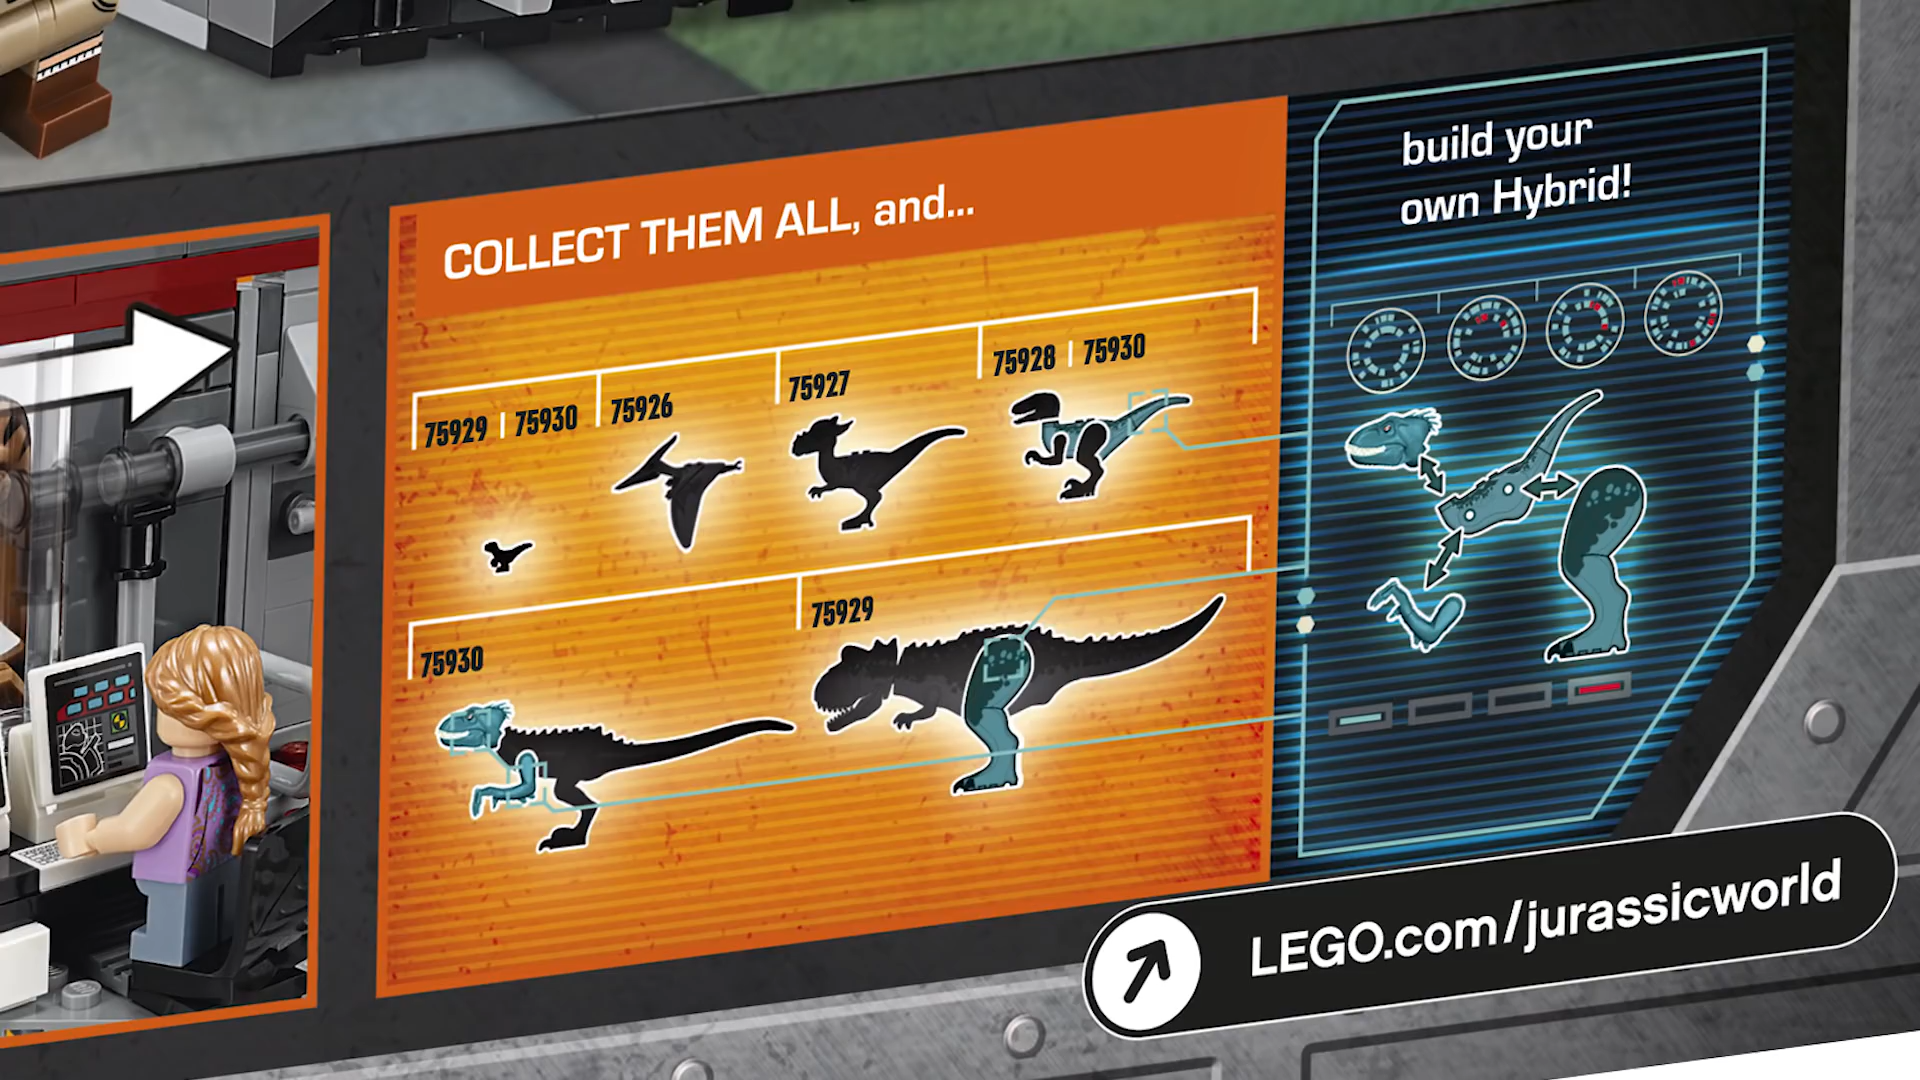 COLLECT THEM ALL, and...
build your
own Hybrid!
75929 | 75930
75926
75927
75928 | 75930
75930
75929
LEGO.com/jurassicworld